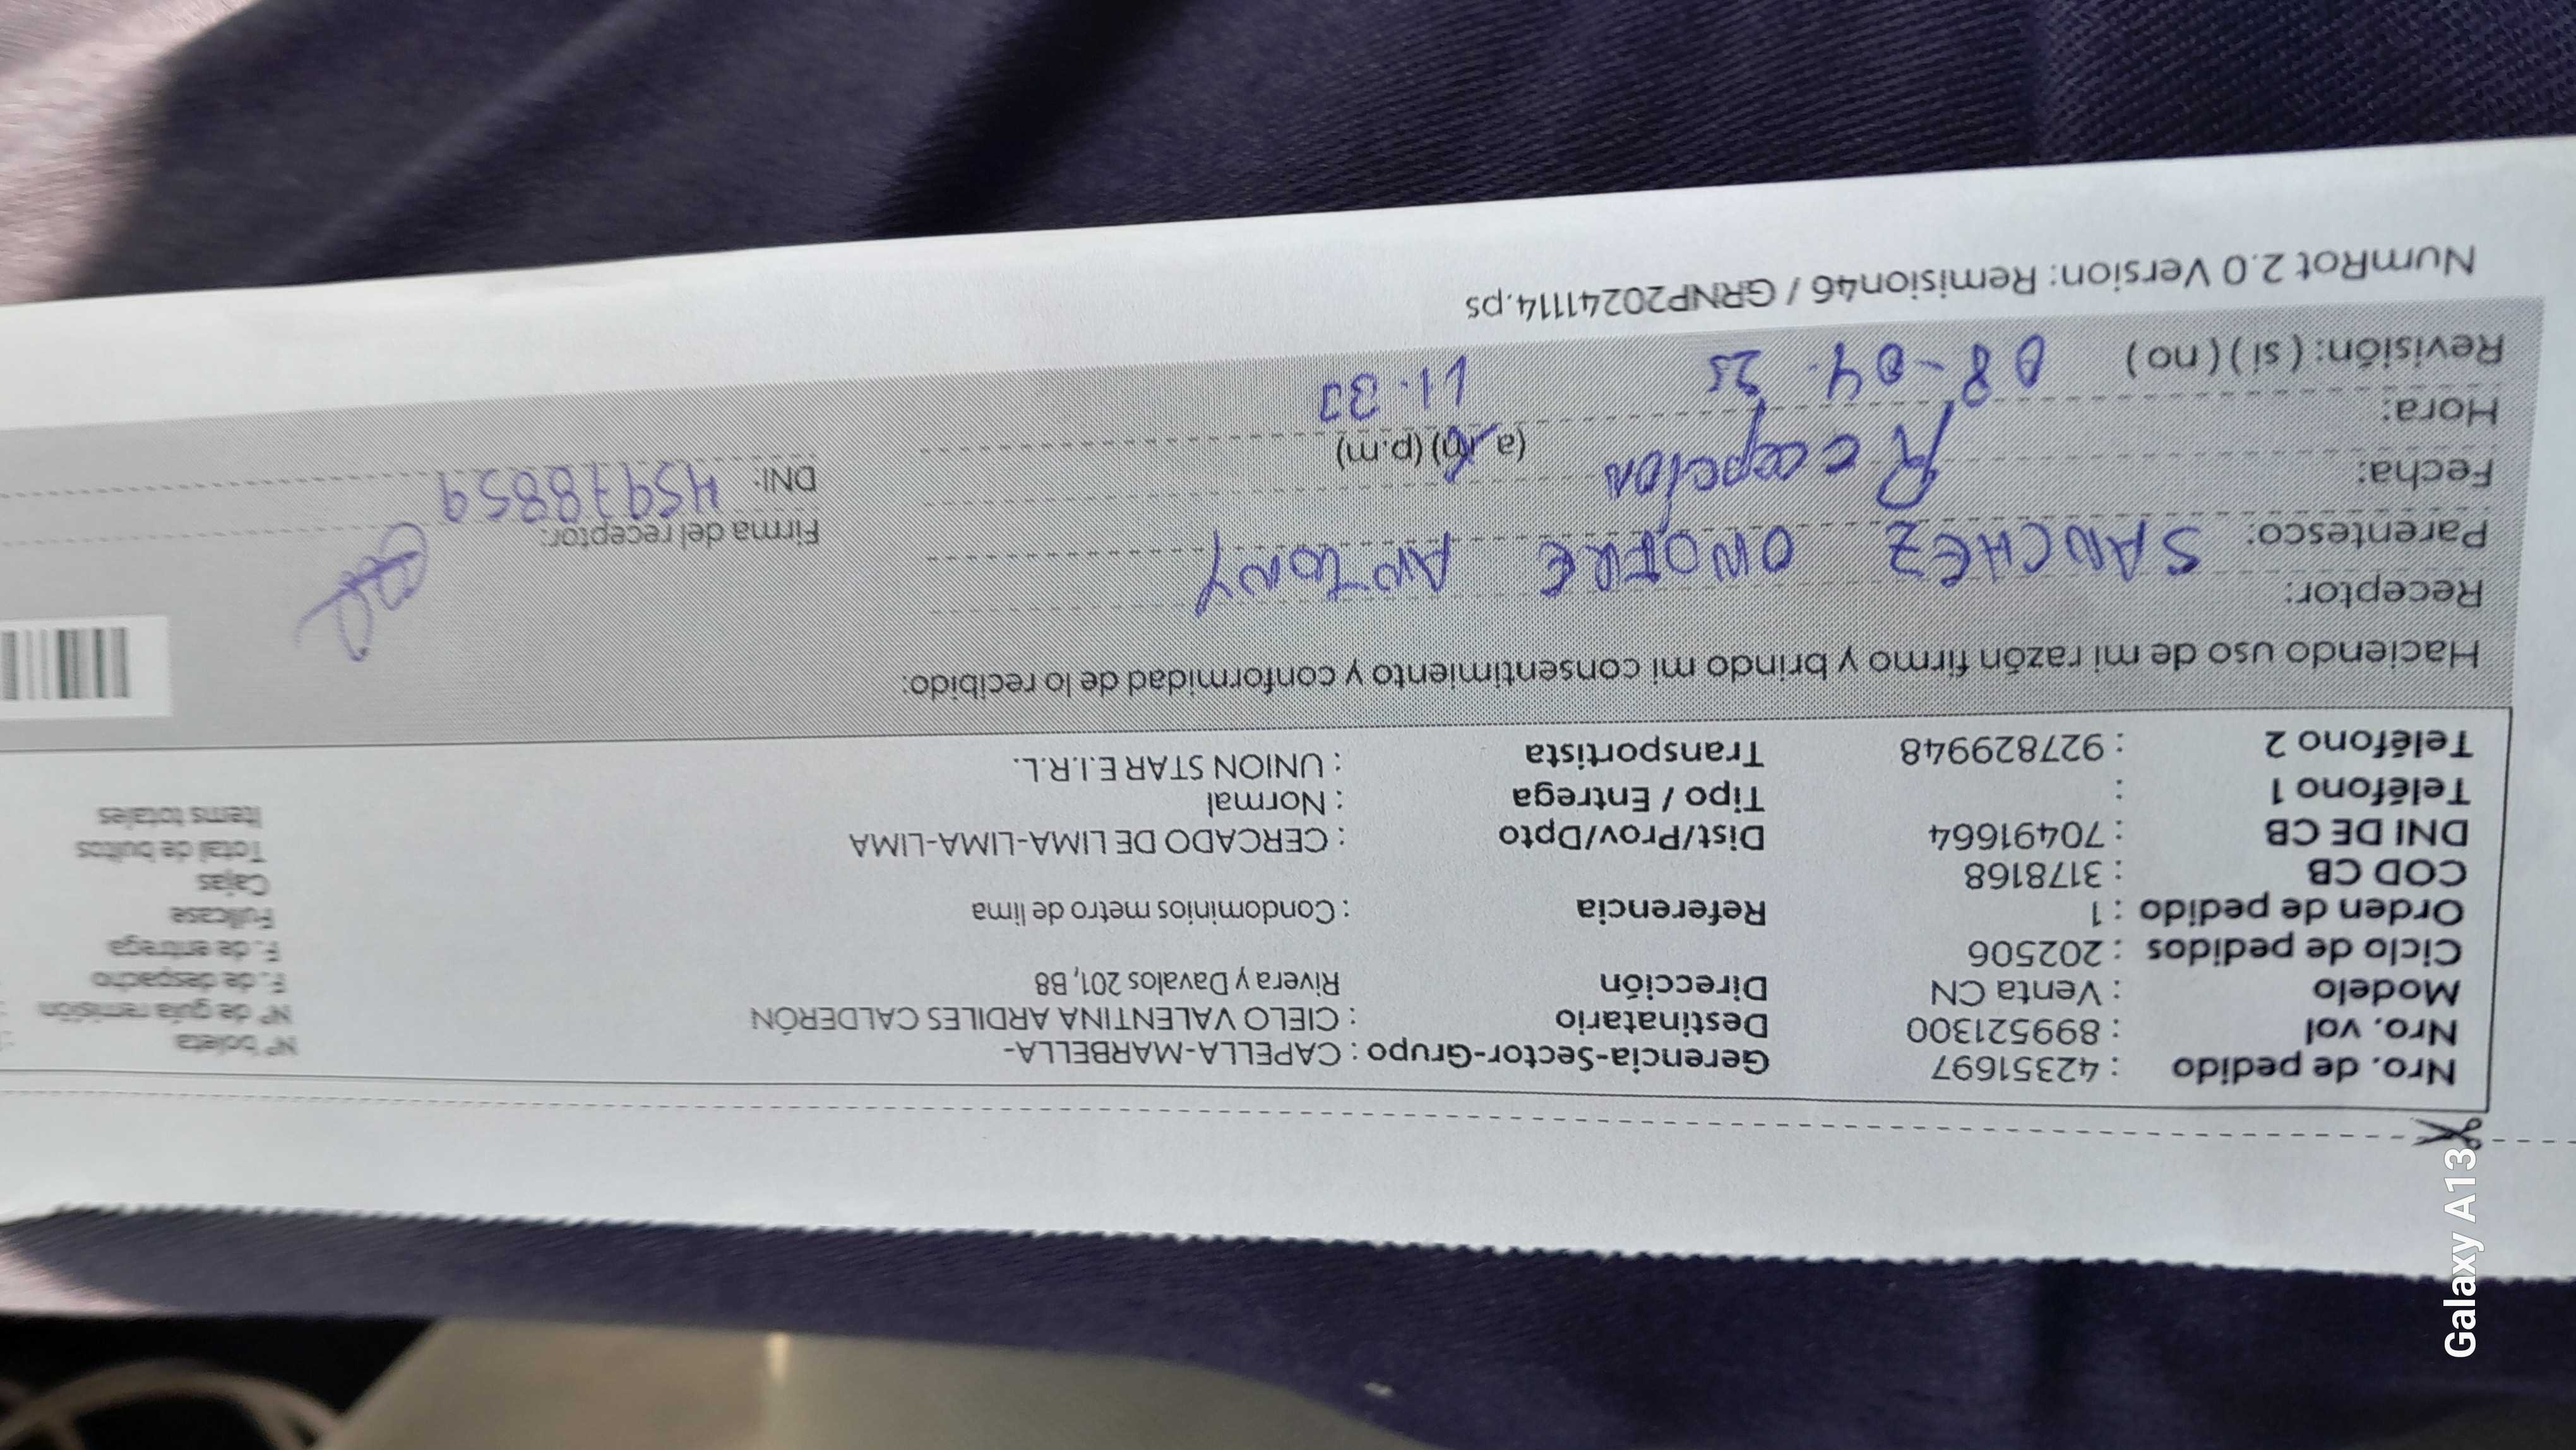 Nro. de pedido : 42351697 Gerencia-Sector-Grupo : CAPELLA-MARBELLA- Nº boleta :
Nro. vol : 899521300 Destinatario : CIELO VALENTINA ARDILES CALDERÓN Nº de guía remisión :
Modelo : Venta CN Dirección Rivera y Davalos 201, B8 F. de despacho
Ciclo de pedidos : 202506 F. de entrega
Orden de pedido : 1 Referencia : Condominios metro de lima Fullcase
COD CB : 3178168 Cajas
DNI DE CB : 70491664 Dist/Prov/Dpto : CERCADO DE LIMA-LIMA-LIMA Total de bultos
Teléfono 1 : Tipo / Entrega : Normal Items totales
Teléfono 2 : 927829948 Transportista : UNION STAR E.I.R.L.
Haciendo uso de mi razón firmo y brindo mi consentimiento y conformidad de lo recibido:
Receptor:
Parentesco: SANCHEZ ONOFRE ANTONY Firma del receptor:
Fecha: Recepcion DNI: 45978859
Hora: (a.m) (p.m)
Revisión: ( si ) ( no ) 08-04. 25 11.33
NumRot 2.0 Version: Remision46 / GRNP20241114.ps
Galaxy A13